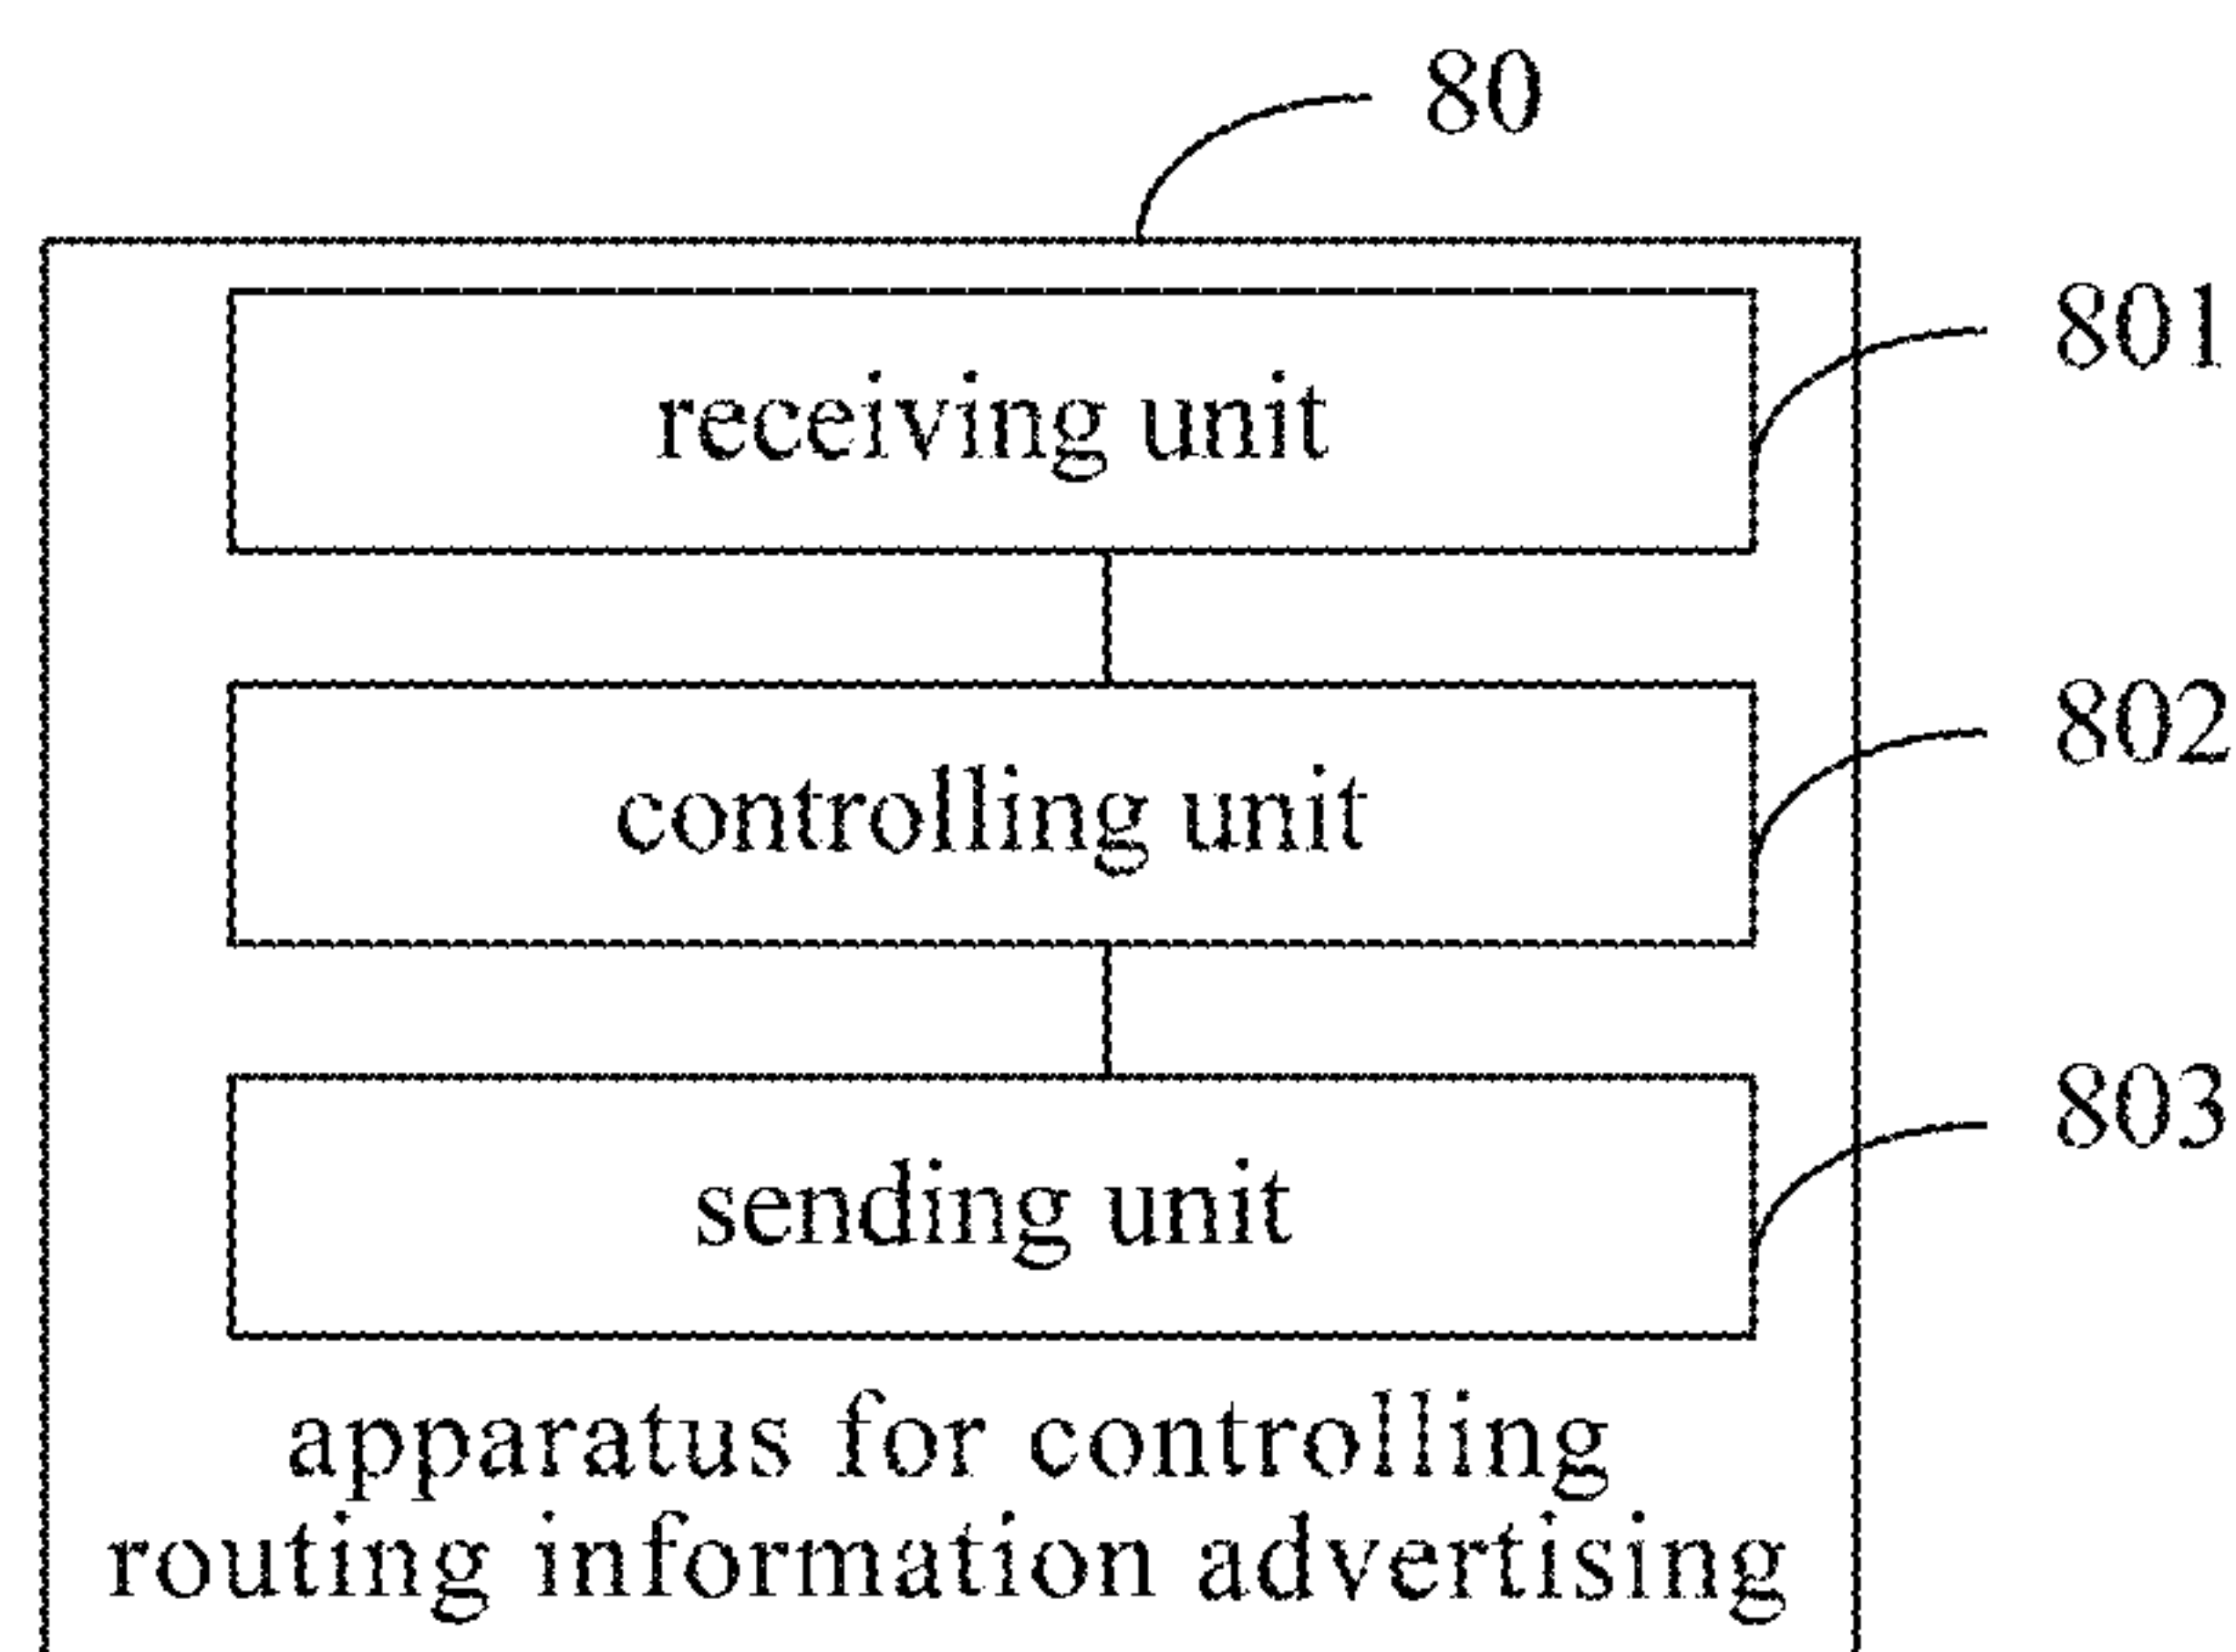 80
801
receiving unit
802
controlling unit
803
sending unit
apparatus for controlling
routing information advertising